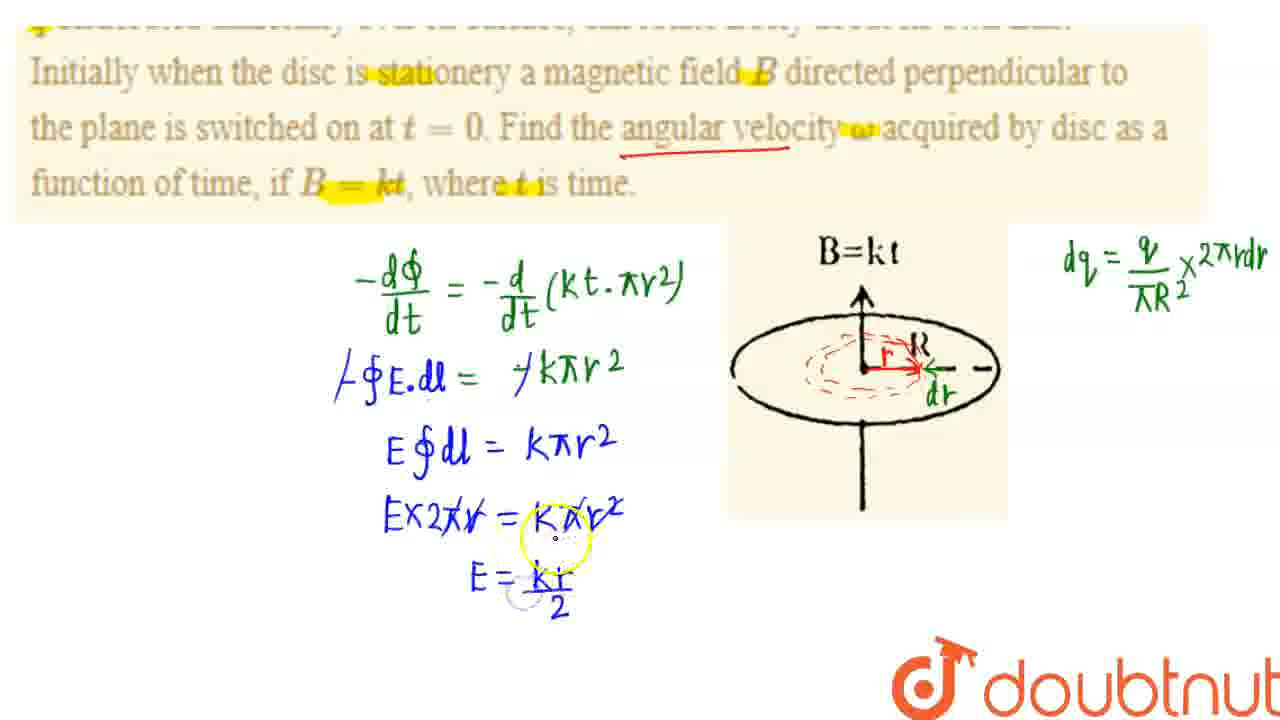 Initially when the disc is stationery a magnetic field B directed perpendicular to
the plane is switched on at t = 0. Find the angular velocity ω acquired by disc as a
function of time, if B = kt, where t is time.
B=kt
dq = q/πR² × 2πrdr
-dϕ/dt = -d/dt (kt · πr²)
R
r
dr
-∮E.dl = -kπr²
E∮dl = kπr²
E×2πr = kπr²
E = kr/2
doubtnut